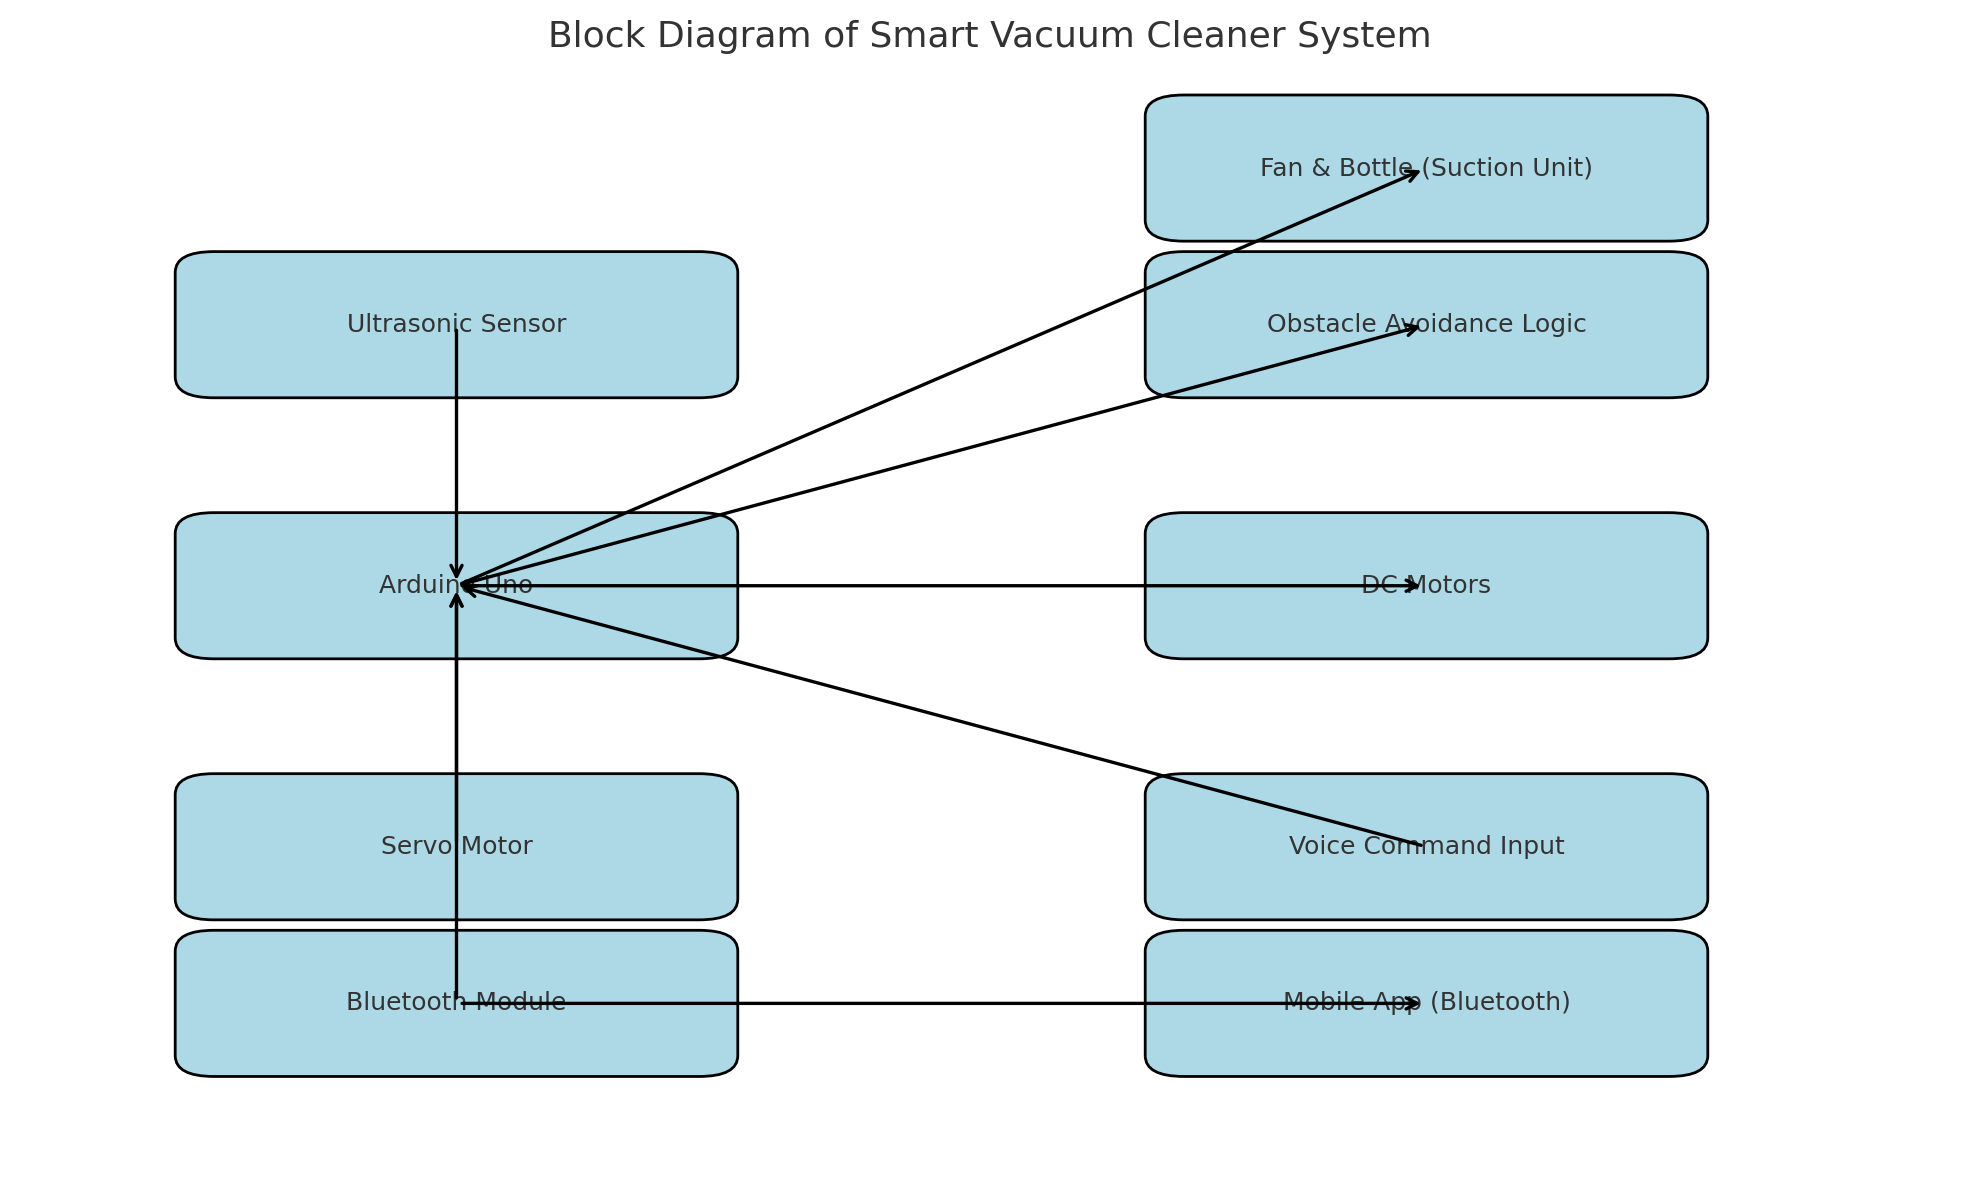 Block Diagram of Smart Vacuum Cleaner System
Fan & Bottle (Suction Unit)
Ultrasonic Sensor
Obstacle Avoidance Logic
Arduino Uno
DC Motors
Servo Motor
Voice Command Input
Bluetooth Module
Mobile App (Bluetooth)